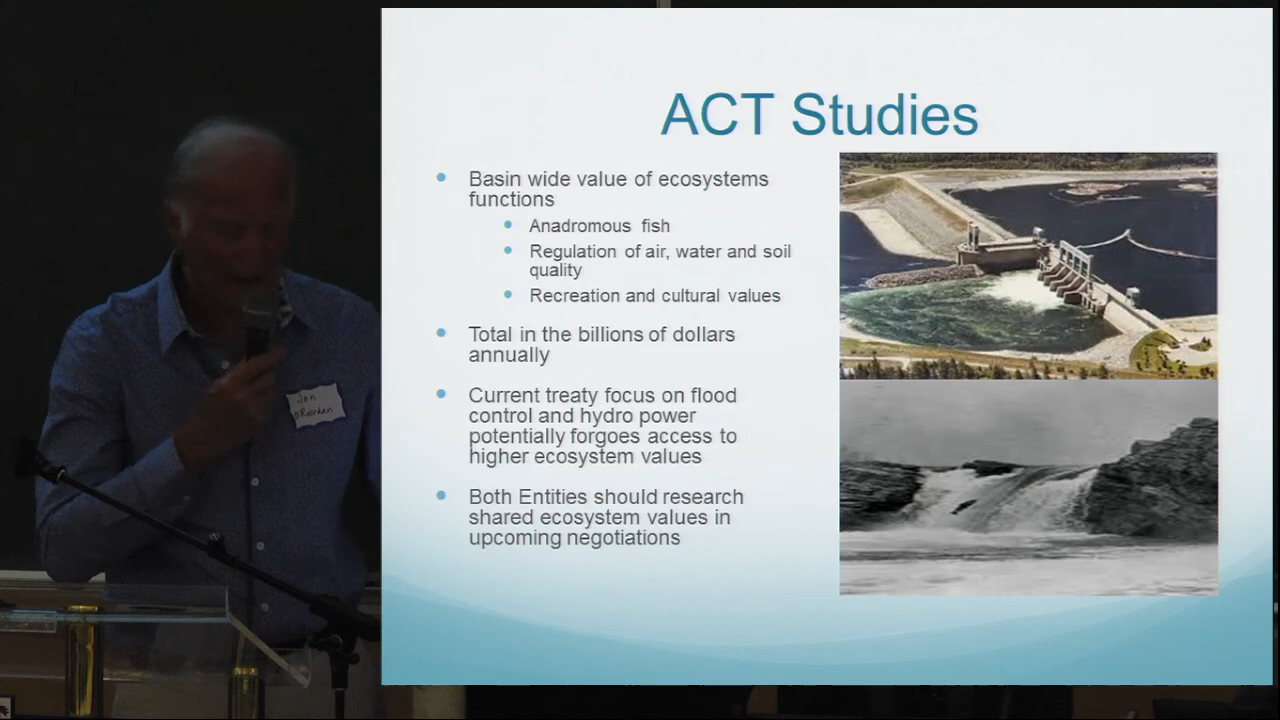 ACT Studies
Basin wide value of ecosystems
functions
Anadromous fish
Regulation of air, water and soil
quality
Recreation and cultural values
Total in the billions of dollars
annually
Current treaty focus on flood
control and hydro power
potentially forgoes access to
higher ecosystem values
Both Entities should research
shared ecosystem values in
upcoming negotiations
Jon
O'Riordan